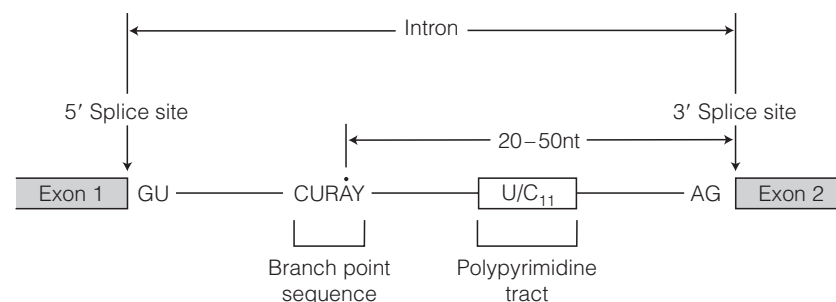 Intron
5′ Splice site
3′ Splice site
20–50nt
Exon 1 GU CURAY U/C₁₁ AG Exon 2
Branch point
sequence
Polypyrimidine
tract